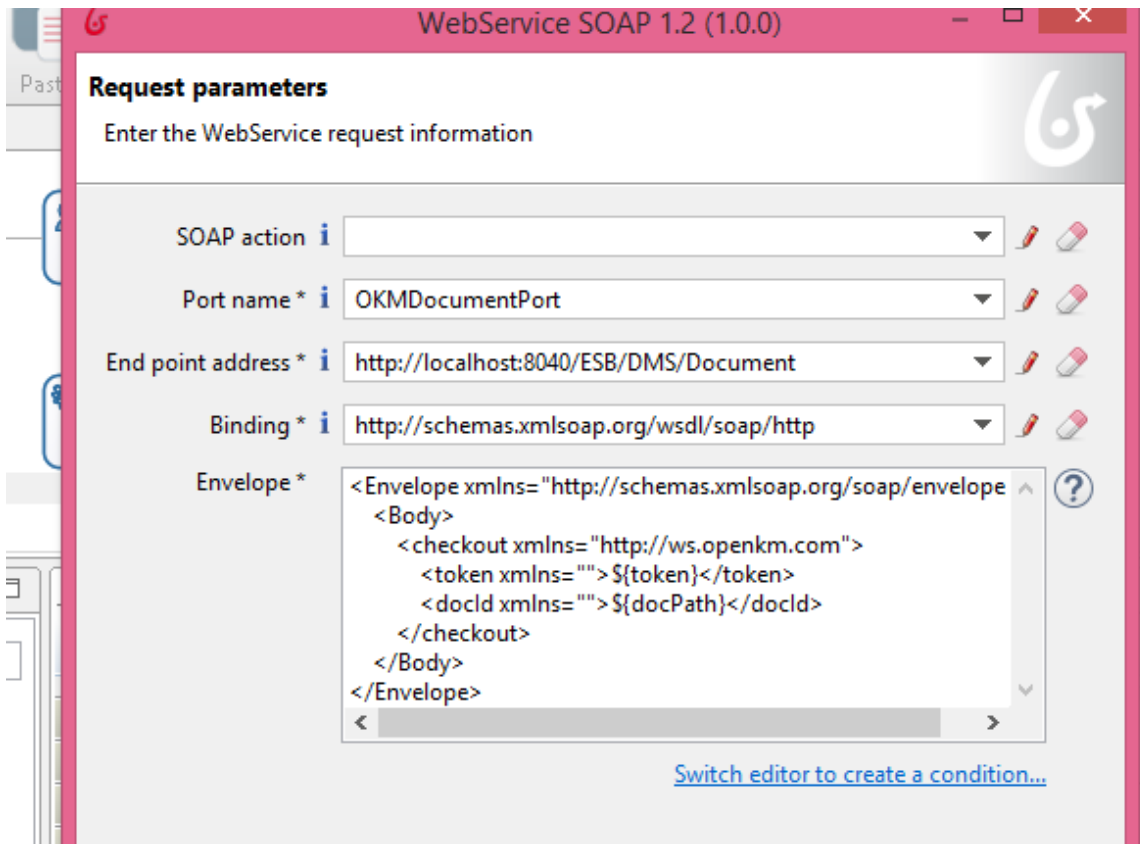 WebService SOAP 1.2 (1.0.0)
Past
Request parameters
Enter the WebService request information
SOAP action
Port name * OKMDocumentPort
End point address * http://localhost:8040/ESB/DMS/Document
Binding * http://schemas.xmlsoap.org/wsdl/soap/http
Envelope *
<Envelope xmlns="http://schemas.xmlsoap.org/soap/envelope
<Body>
<checkout xmlns="http://ws.openkm.com">
<token xmlns="">${token}</token>
<docId xmlns="">${docPath}</docId>
</checkout>
</Body>
</Envelope>
Switch editor to create a condition...